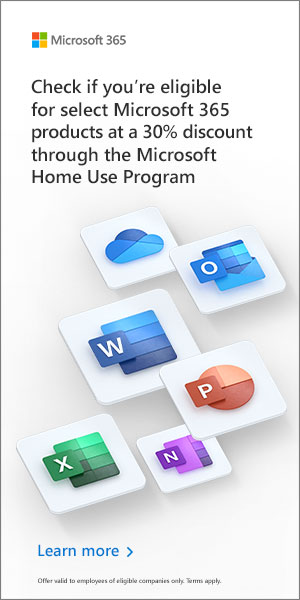 Microsoft 365
Check if you’re eligible
for select Microsoft 365
products at a 30% discount
through the Microsoft
Home Use Program
O
W
P
X
N
Learn more >
Offer valid to employees of eligible companies only. Terms apply.